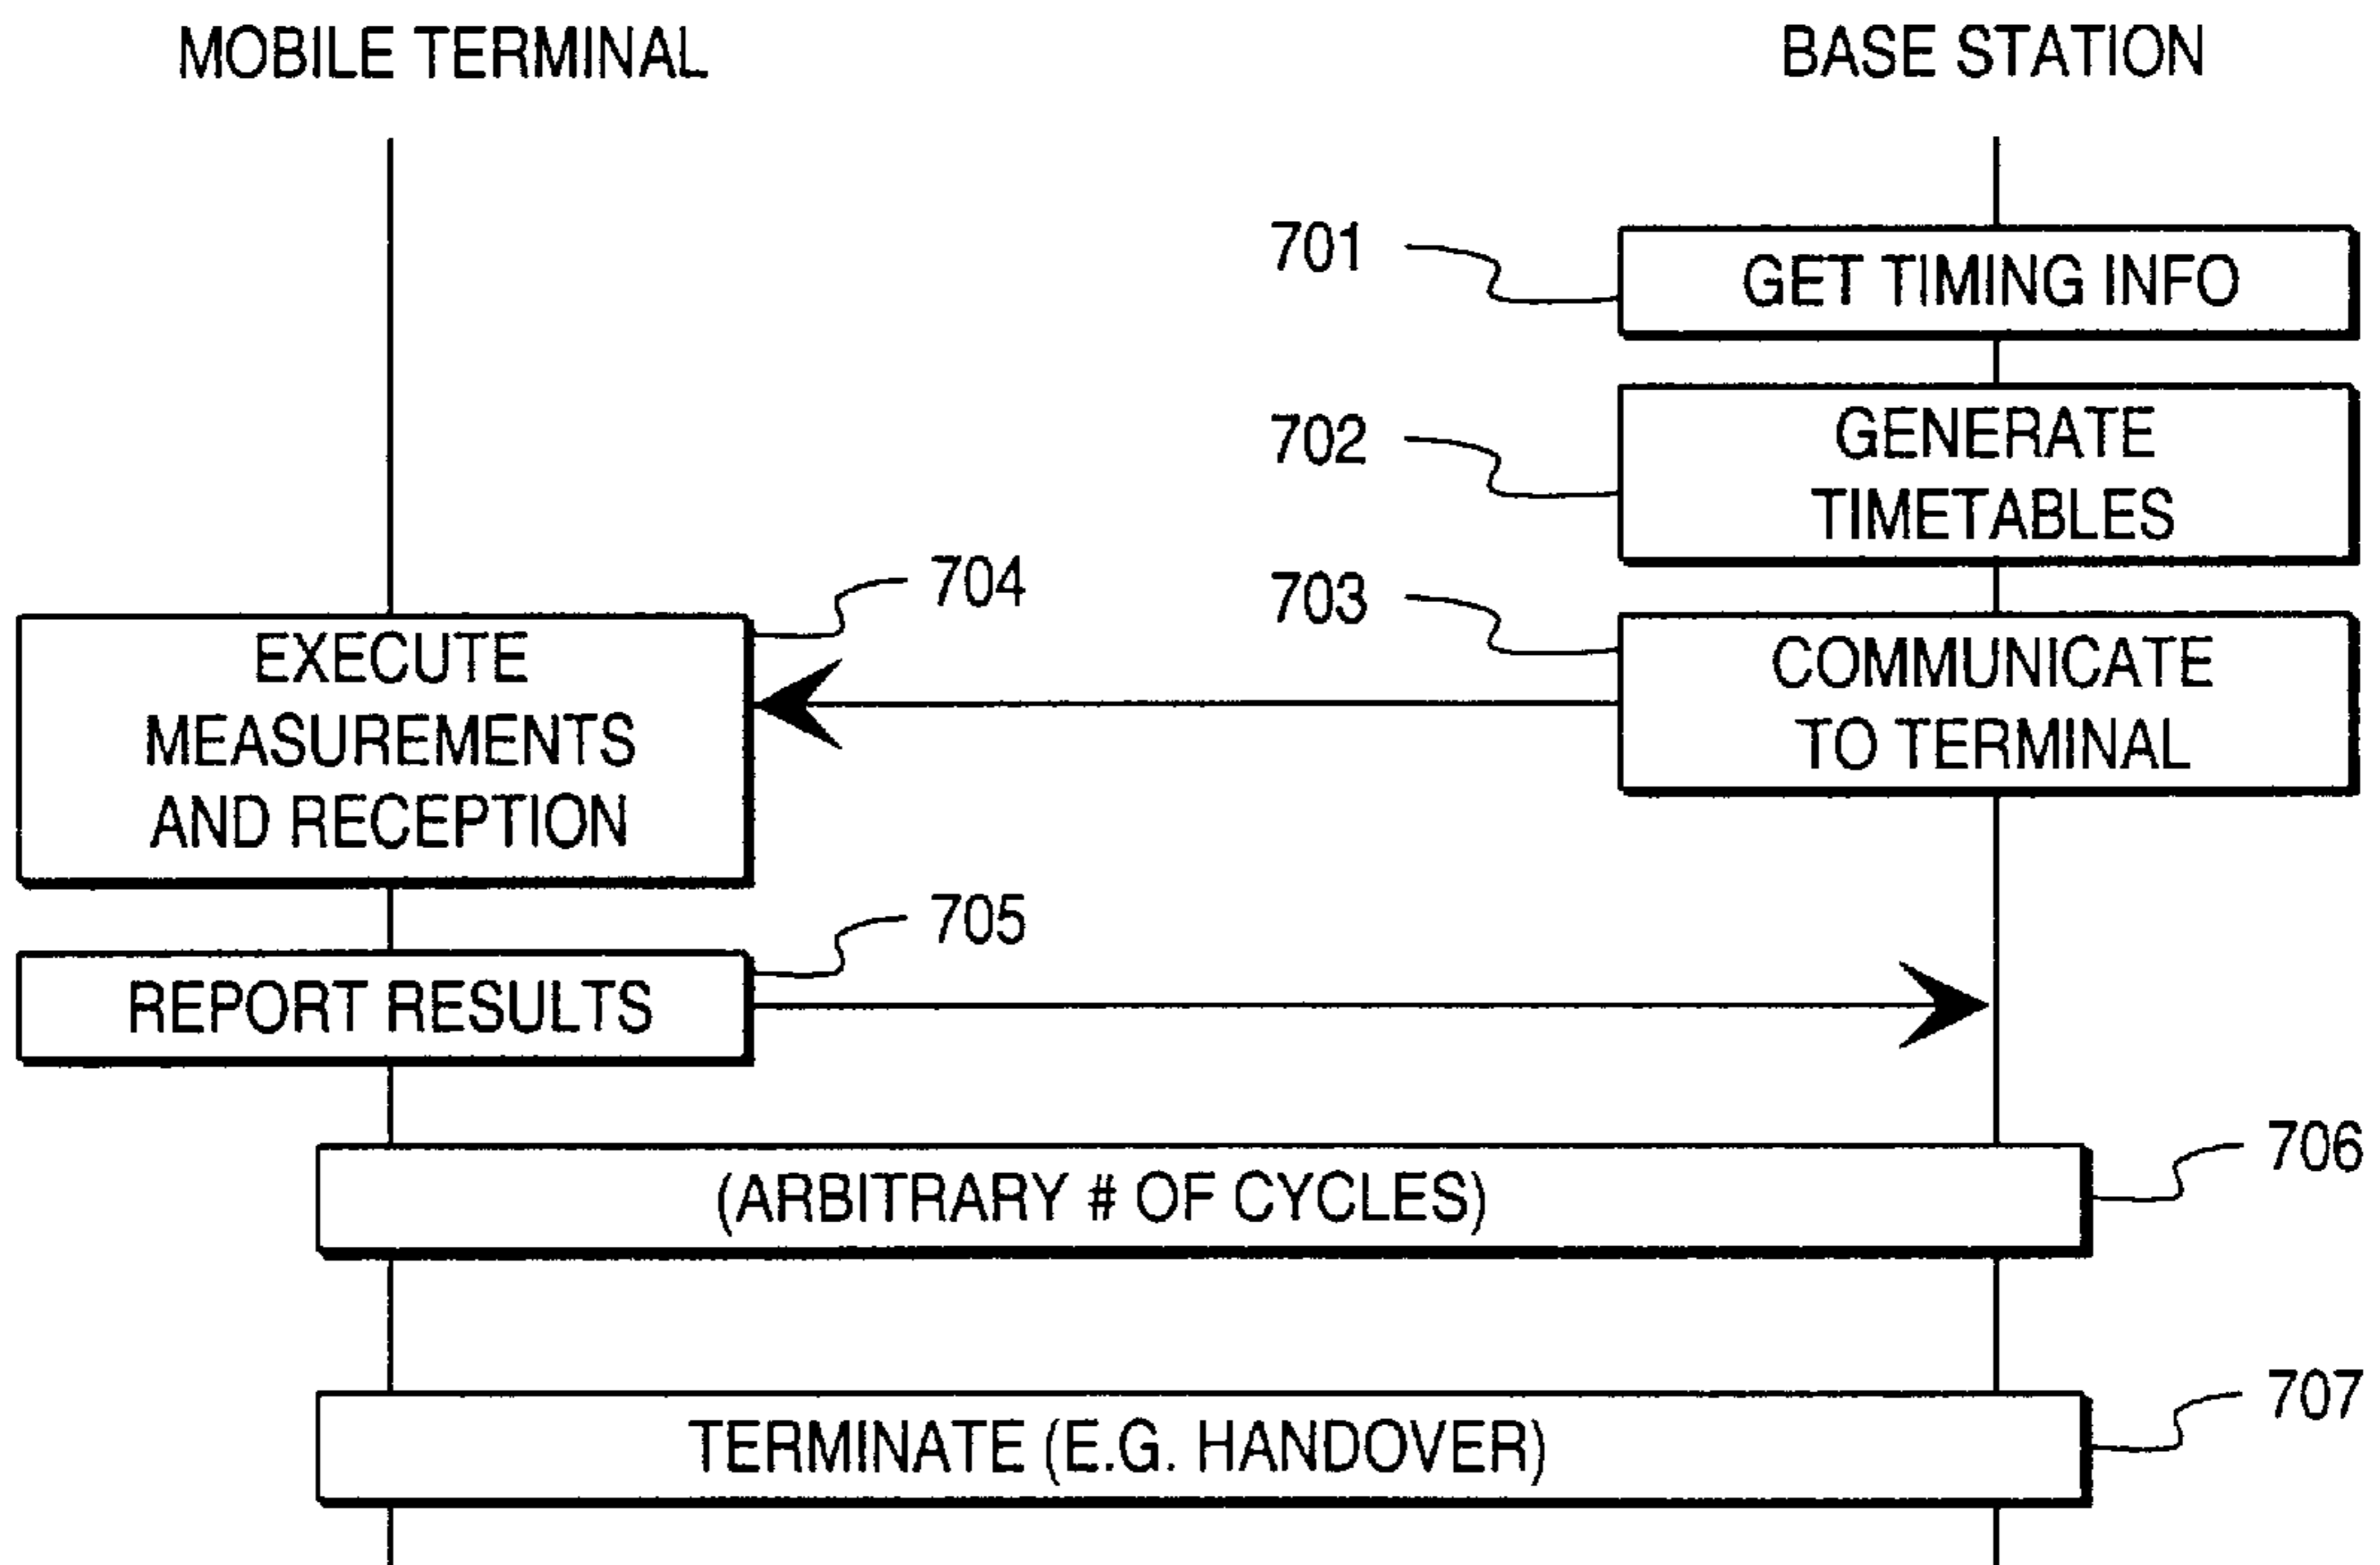 MOBILE TERMINAL
BASE STATION
701
GET TIMING INFO
702
GENERATE
TIMETABLES
704
703
EXECUTE
MEASUREMENTS
AND RECEPTION
COMMUNICATE
TO TERMINAL
705
REPORT RESULTS
706
(ARBITRARY # OF CYCLES)
707
TERMINATE (E.G. HANDOVER)